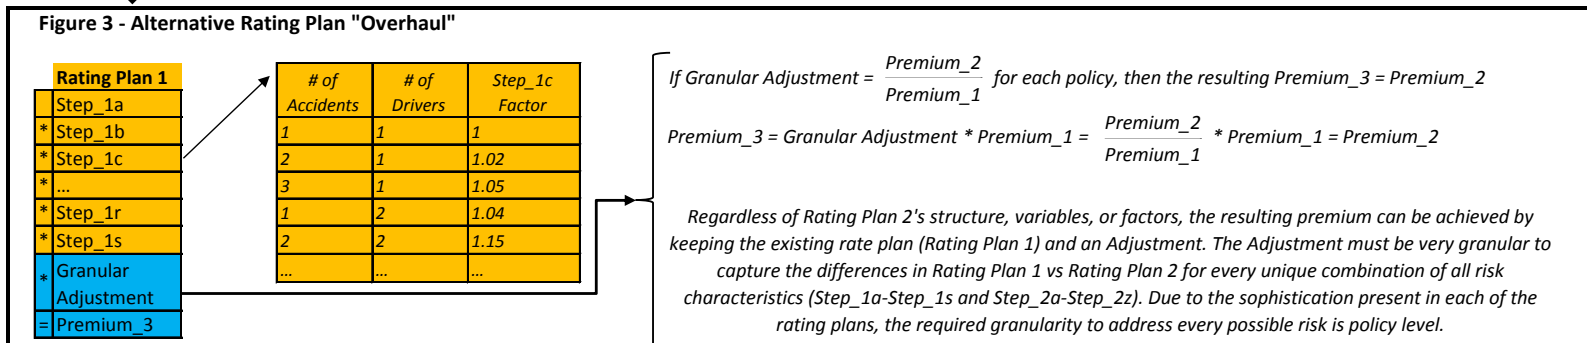 Figure 3 - Alternative Rating Plan "Overhaul"
Rating Plan 1
Step_1a
* Step_1b
* Step_1c
* ...
* Step_1r
* Step_1s
* Granular
Adjustment
= Premium_3
# of Accidents # of Drivers Step_1c Factor
1 1 1
2 1 1.02
3 1 1.05
1 2 1.04
2 2 1.15
... ... ...
If Granular Adjustment = Premium_2 / Premium_1 for each policy, then the resulting Premium_3 = Premium_2
Premium_3 = Granular Adjustment * Premium_1 = Premium_2 / Premium_1 * Premium_1 = Premium_2
Regardless of Rating Plan 2's structure, variables, or factors, the resulting premium can be achieved by
keeping the existing rate plan (Rating Plan 1) and an Adjustment. The Adjustment must be very granular to
capture the differences in Rating Plan 1 vs Rating Plan 2 for every unique combination of all risk
characteristics (Step_1a-Step_1s and Step_2a-Step_2z). Due to the sophistication present in each of the
rating plans, the required granularity to address every possible risk is policy level.